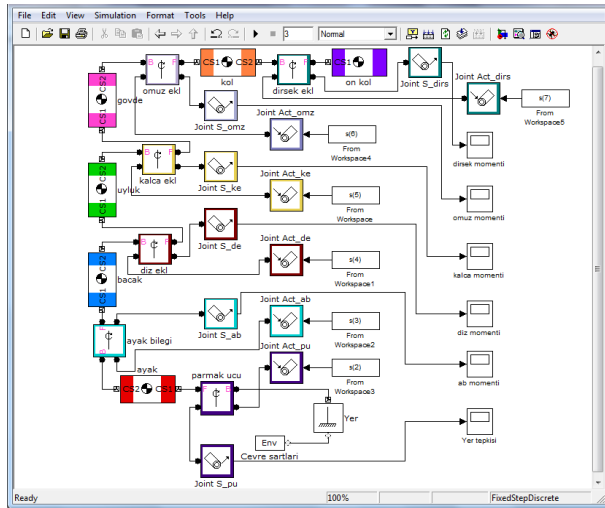 File Edit View Simulation Format Tools Help
3 Normal
CS1 CS2
B F
omuz ekl
CS1 CS2
kol
B F
dirsek ekl
CS1
on kol
Joint S_dirs
Joint Act_dirs
s(7)
From
Workspace5
govde
Joint S_omz
Joint Act_omz
s(6)
From
Workspace4
dirsek momenti
CS1 CS2
uyluk
B F
kalca ekl
Joint S_ke
Joint Act_ke
s(5)
From
Workspace
omuz momenti
CS1 CS2
bacak
B F
diz ekl
Joint S_de
Joint Act_de
s(4)
From
Workspace1
kalca momenti
B F
ayak bilegi
Joint S_ab
Joint Act_ab
s(3)
From
Workspace2
diz momenti
ayak
CS2 CS1
parmak ucu
F B
Joint Act_pu
s(2)
From
Workspace3
ab momenti
Yer
Env
Cevre sartlari
Joint S_pu
Yer tepkisi
Ready 100% FixedStepDiscrete